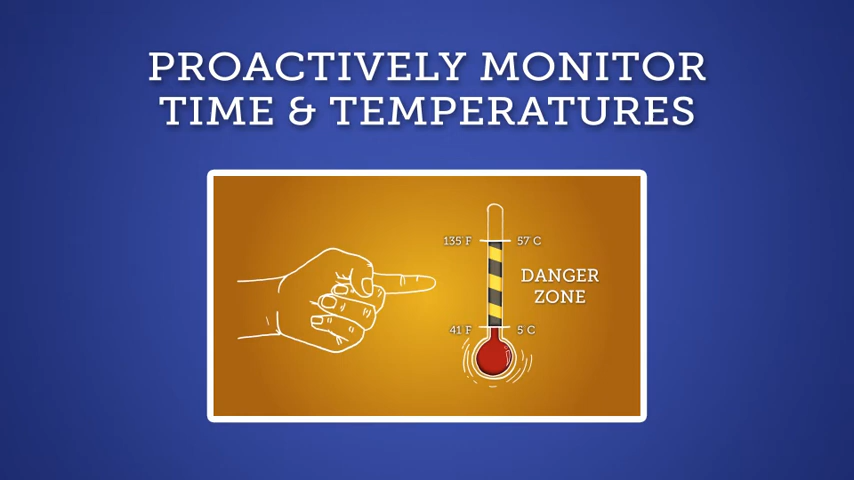 PROACTIVELY MONITOR
TIME & TEMPERATURES
135°F 57°C
DANGER
ZONE
41 F 5 C